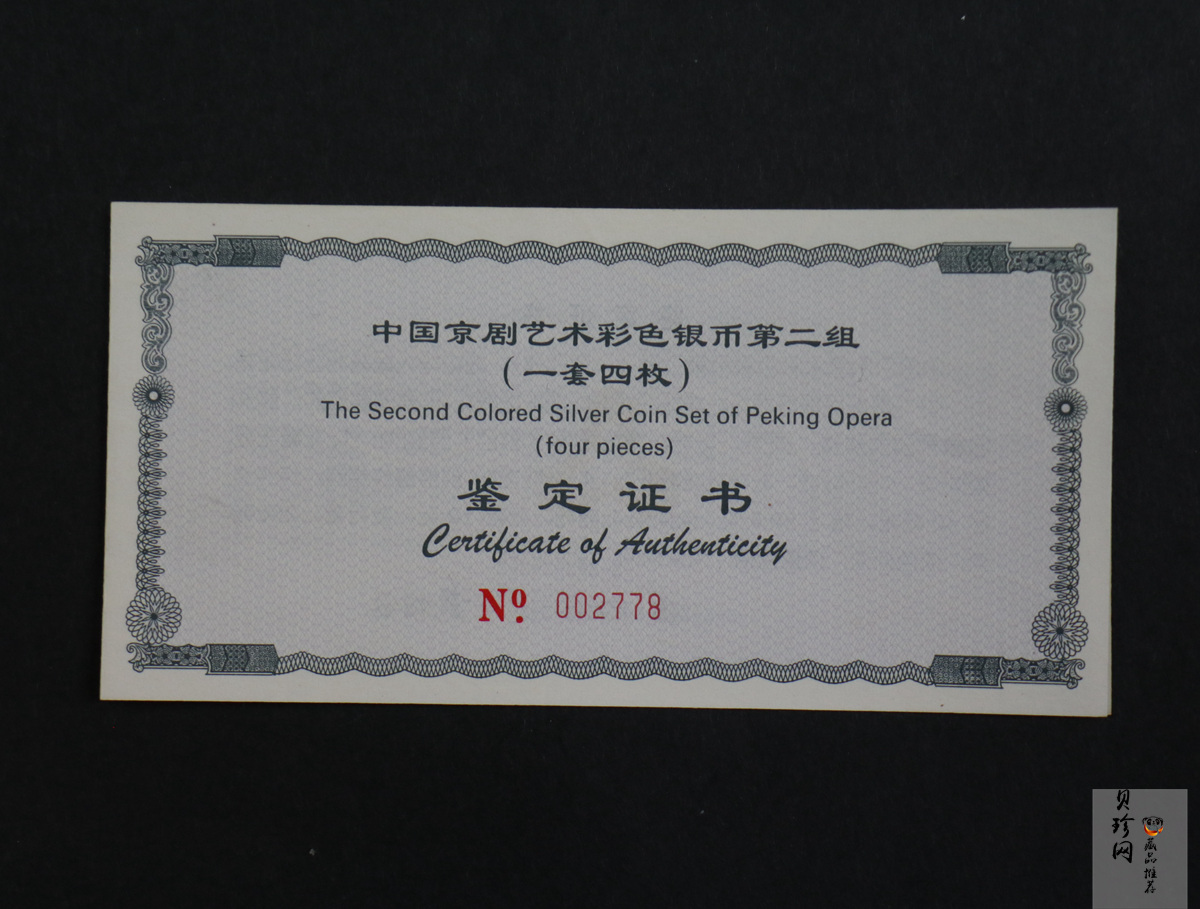 中国京剧艺术彩色银币第二组
(一套四枚)
The Second Colored Silver Coin Set of Peking Opera
(four pieces)
鉴定证书
Certificate of Authenticity
Nº. 002778
贝珍网
藏品推荐